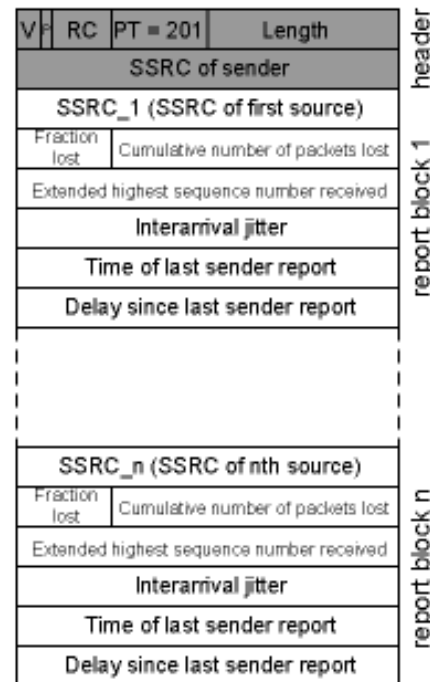 V P RC PT = 201 Length
SSRC of sender
header
SSRC_1 (SSRC of first source)
Fraction lost Cumulative number of packets lost
Extended highest sequence number received
Interarrival jitter
Time of last sender report
Delay since last sender report
report block 1
SSRC_n (SSRC of nth source)
Fraction lost Cumulative number of packets lost
Extended highest sequence number received
Interarrival jitter
Time of last sender report
Delay since last sender report
report block n